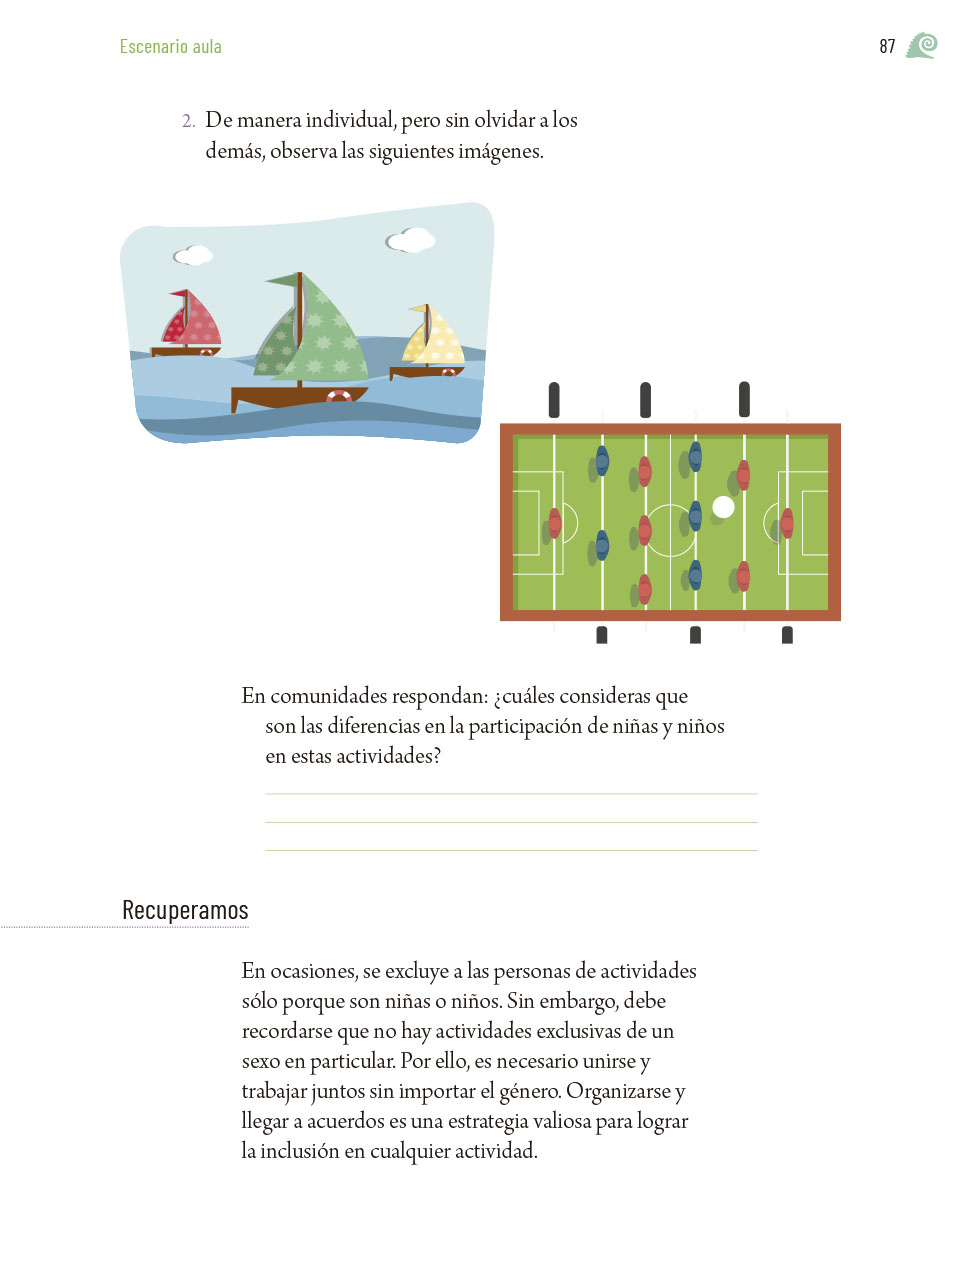 Escenario aula
87
2. De manera individual, pero sin olvidar a los
demás, observa las siguientes imágenes.
En comunidades respondan: ¿cuáles consideras que
son las diferencias en la participación de niñas y niños
en estas actividades?
Recuperamos
En ocasiones, se excluye a las personas de actividades
sólo porque son niñas o niños. Sin embargo, debe
recordarse que no hay actividades exclusivas de un
sexo en particular. Por ello, es necesario unirse y
trabajar juntos sin importar el género. Organizarse y
llegar a acuerdos es una estrategia valiosa para lograr
la inclusión en cualquier actividad.